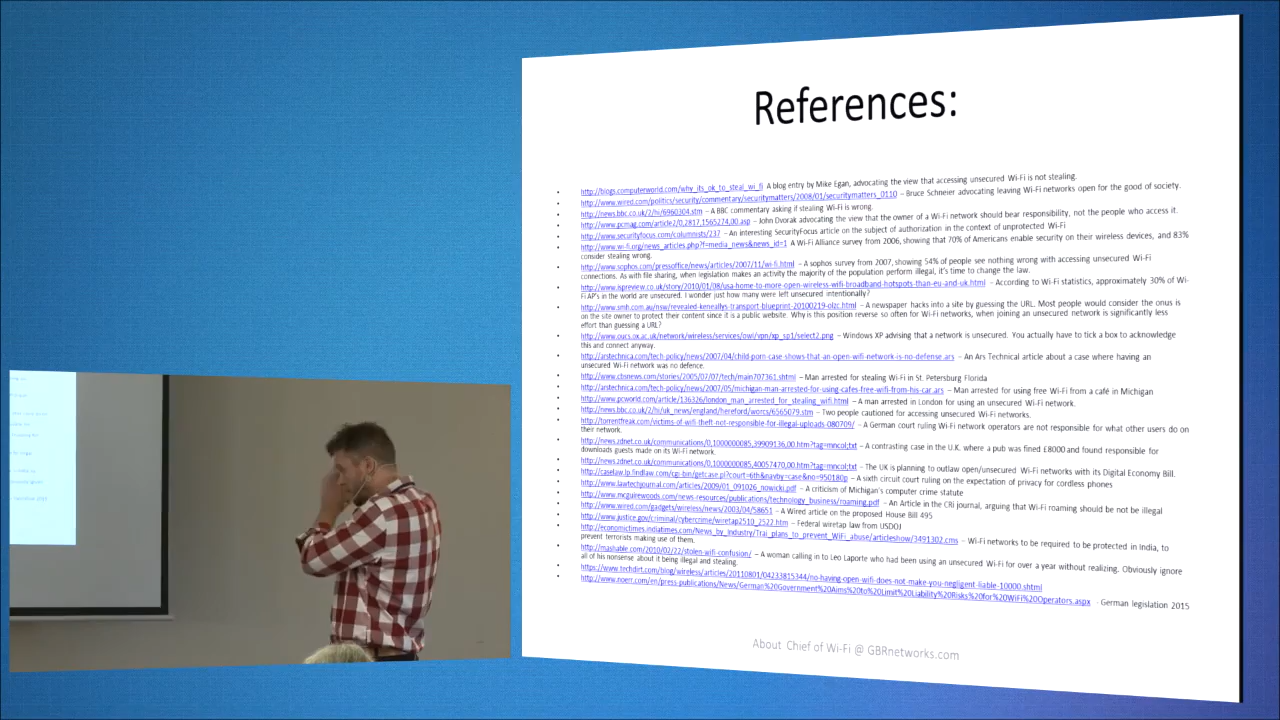 References:
http://blogs.computerworld.com/why_its_ok_to_steal_wi_fi A blog entry by Mike Egan, advocating the view that accessing unsecured Wi-Fi is not stealing.
http://www.wired.com/politics/security/commentary/securitymatters/2008/01/securitymatters_0110 – Bruce Schneier advocating leaving Wi-Fi networks open for the good of society.
http://news.bbc.co.uk/2/hi/6960304.stm – A BBC commentary asking if stealing Wi-Fi is wrong.
http://www.pcmag.com/article2/0,2817,1565274,00.asp – John Dvorak advocating the view that the owner of a Wi-Fi network should bear responsibility, not the people who access it.
http://www.securityfocus.com/columnists/237 – An interesting SecurityFocus article on the subject of authorization in the context of unprotected Wi-Fi
http://www.wi-fi.org/news_articles.php?f=media_news&news_id=1 A Wi-Fi Alliance survey from 2006, showing that 70% of Americans enable security on their wireless devices, and 83%
consider stealing wrong.
http://www.sophos.com/pressoffice/news/articles/2007/11/wi-fi.html – A sophos survey from 2007, showing 54% of people see nothing wrong with accessing unsecured Wi-Fi
connections. As with file sharing, when legislation makes an activity the majority of the population perform illegal, it's time to change the law.
http://www.ispreview.co.uk/story/2010/01/08/usa-home-to-more-open-wireless-wifi-broadband-hotspots-than-eu-and-uk.html – According to Wi-Fi statistics, approximately 30% of Wi-
Fi AP's in the world are unsecured. I wonder just how many were left unsecured intentionally?
http://www.smh.com.au/nsw/revealed-keneallys-transport-blueprint-20100219-olzc.html – A newspaper hacks into a site by guessing the URL. Most people would consider the onus is
on the site owner to protect their content since it is a public website. Why is this position reverse so often for Wi-Fi networks, when joining an unsecured network is significantly less
effort than guessing a URL?
http://www.oucs.ox.ac.uk/network/wireless/services/owl/vpn/xp_sp1/select2.png – Windows XP advising that a network is unsecured. You actually have to tick a box to acknowledge
this and connect anyway.
http://arstechnica.com/tech-policy/news/2007/04/child-porn-case-shows-that-an-open-wifi-network-is-no-defense.ars – An Ars Technical article about a case where having an
unsecured Wi-Fi network was no defence.
http://www.cbsnews.com/stories/2005/07/07/tech/main707361.shtml – Man arrested for stealing Wi-Fi in St. Petersburg Florida
http://arstechnica.com/tech-policy/news/2007/05/michigan-man-arrested-for-using-cafes-free-wifi-from-his-car.ars – Man arrested for using free Wi-Fi from a café in Michigan
http://www.pcworld.com/article/136326/london_man_arrested_for_stealing_wifi.html – A man arrested in London for using an unsecured Wi-Fi network.
http://news.bbc.co.uk/2/hi/uk_news/england/hereford/worcs/6565079.stm – Two people cautioned for accessing unsecured Wi-Fi networks.
http://torrentfreak.com/victims-of-wifi-theft-not-responsible-for-illegal-uploads-080709/ – A German court ruling Wi-Fi network operators are not responsible for what other users do on
their network.
http://news.zdnet.co.uk/communications/0,1000000085,39909136,00.htm?tag=mncol;txt – A contrasting case in the U.K. where a pub was fined £8000 and found responsible for
downloads guests made on its Wi-Fi network.
http://news.zdnet.co.uk/communications/0,1000000085,40057470,00.htm?tag=mncol;txt – The UK is planning to outlaw open/unsecured Wi-Fi networks with its Digital Economy Bill.
http://caselaw.lp.findlaw.com/cgi-bin/getcase.pl?court=6th&navby=case&no=950180p – A sixth circuit court ruling on the expectation of privacy for cordless phones
http://www.lawtechjournal.com/articles/2009/01_091026_nowicki.pdf – A criticism of Michigan's computer crime statute
http://www.mcguirewoods.com/news-resources/publications/technology_business/roaming.pdf – An Article in the CRi journal, arguing that Wi-Fi roaming should be not be illegal
http://www.wired.com/gadgets/wireless/news/2003/04/58651 – A Wired article on the proposed House Bill 495
http://www.justice.gov/criminal/cybercrime/wiretap2510_2522.htm – Federal wiretap law from USDOJ
http://economictimes.indiatimes.com/News_by_Industry/Trai_plans_to_prevent_WiFi_abuse/articleshow/3491302.cms – Wi-Fi networks to be required to be protected in India, to
prevent terrorists making use of them.
http://mashable.com/2010/02/22/stolen-wifi-confusion/ – A woman calling in to Leo Laporte who had been using an unsecured Wi-Fi for over a year without realizing. Obviously ignore
all of his nonsense about it being illegal and stealing.
https://www.techdirt.com/blog/wireless/articles/20110801/04233815344/no-having-open-wifi-does-not-make-you-negligent-liable-10000.shtml
http://www.noerr.com/en/press-publications/News/German%20Government%20Aims%20to%20Limit%20Liability%20Risks%20for%20WiFi%20Operators.aspx - German legislation 2015
About Chief of Wi-Fi @ GBRnetworks.com